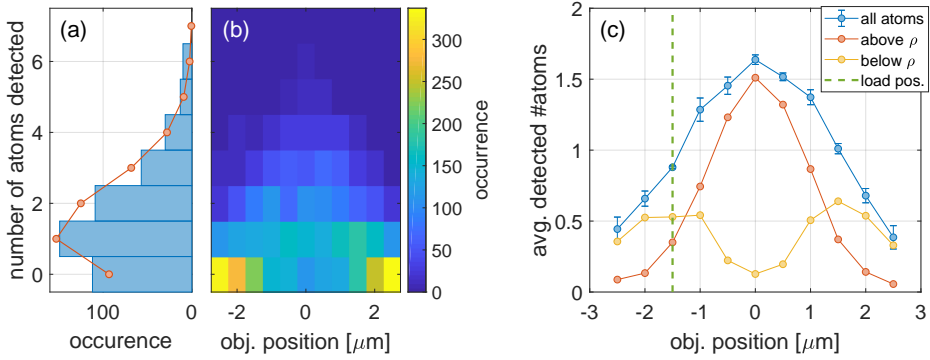 (a)
number of atoms detected
6
4
2
0
100
0
occurence
(b)
-2
0
2
obj. position [μm]
300
250
200
150
100
50
0
occurrence
(c)
avg. detected #atoms
2
1.5
1
0.5
0
-3
-2
-1
0
1
2
3
obj. position [μm]
all atoms
above ρ
below ρ
load pos.